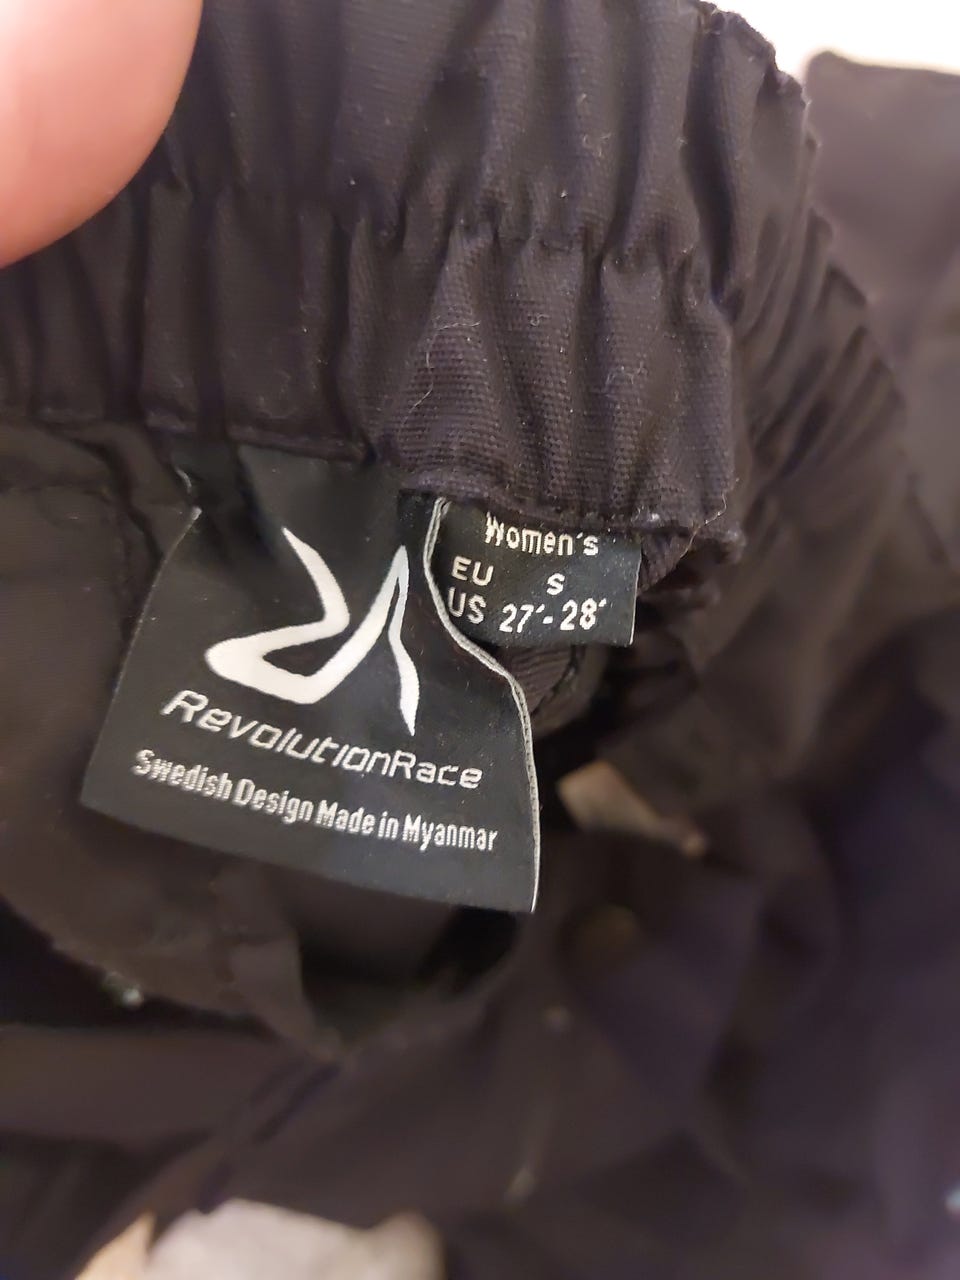 Women's
EU S
US 27"-28"
RevolutionRace
Swedish Design Made in Myanmar